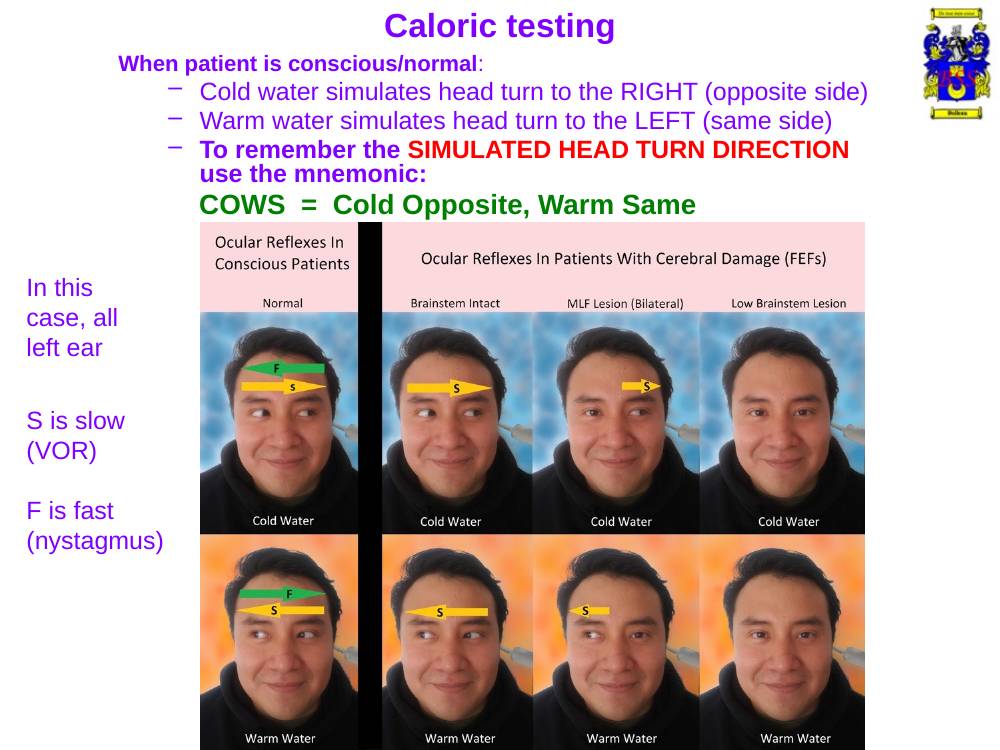 Caloric testing
When patient is conscious/normal:
– Cold water simulates head turn to the RIGHT (opposite side)
– Warm water simulates head turn to the LEFT (same side)
– To remember the SIMULATED HEAD TURN DIRECTION
use the mnemonic:
COWS = Cold Opposite, Warm Same
In this
case, all
left ear
S is slow
(VOR)
F is fast
(nystagmus)
Ocular Reflexes In
Conscious Patients
Ocular Reflexes In Patients With Cerebral Damage (FEFs)
Normal
Brainstem Intact
MLF Lesion (Bilateral)
Low Brainstem Lesion
F
s
S
S
Cold Water
Cold Water
Cold Water
Cold Water
F
S
S
S
Warm Water
Warm Water
Warm Water
Warm Water